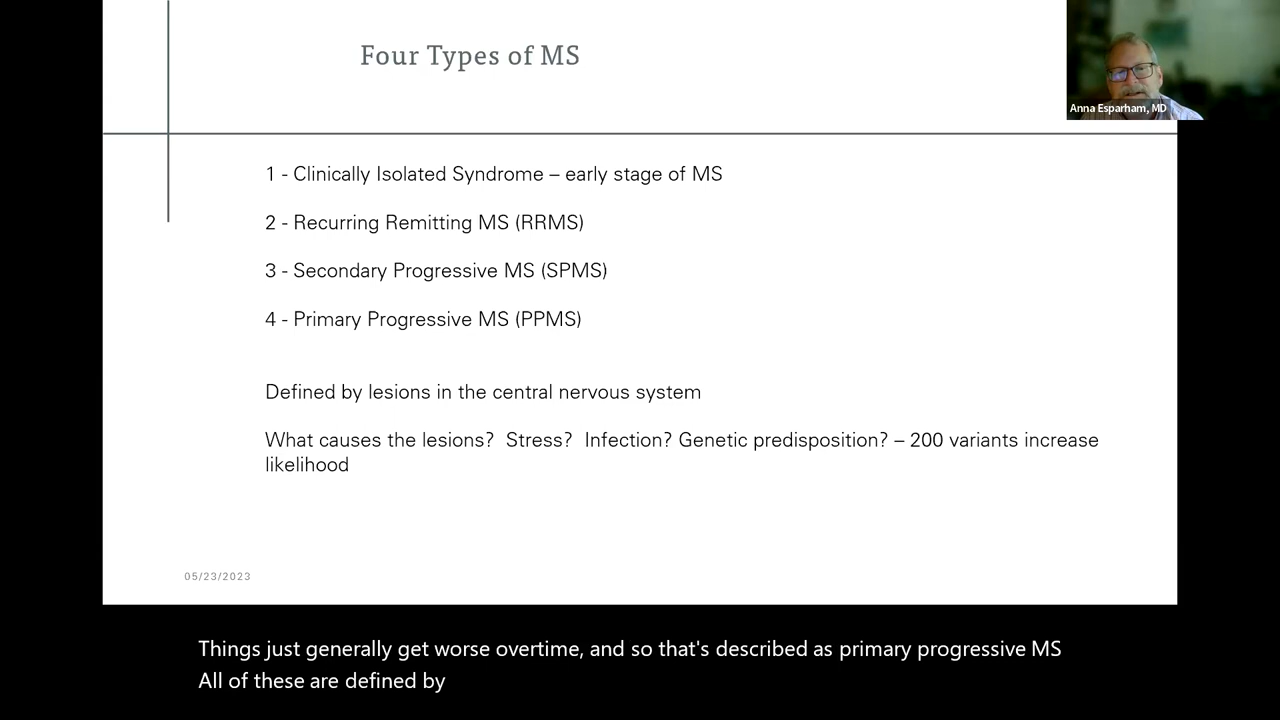 Four Types of MS
Anna Esparham, MD
1 - Clinically Isolated Syndrome – early stage of MS
2 - Recurring Remitting MS (RRMS)
3 - Secondary Progressive MS (SPMS)
4 - Primary Progressive MS (PPMS)
Defined by lesions in the central nervous system
What causes the lesions?  Stress?  Infection? Genetic predisposition? – 200 variants increase
likelihood
05/23/2023
Things just generally get worse overtime, and so that's described as primary progressive MS
All of these are defined by